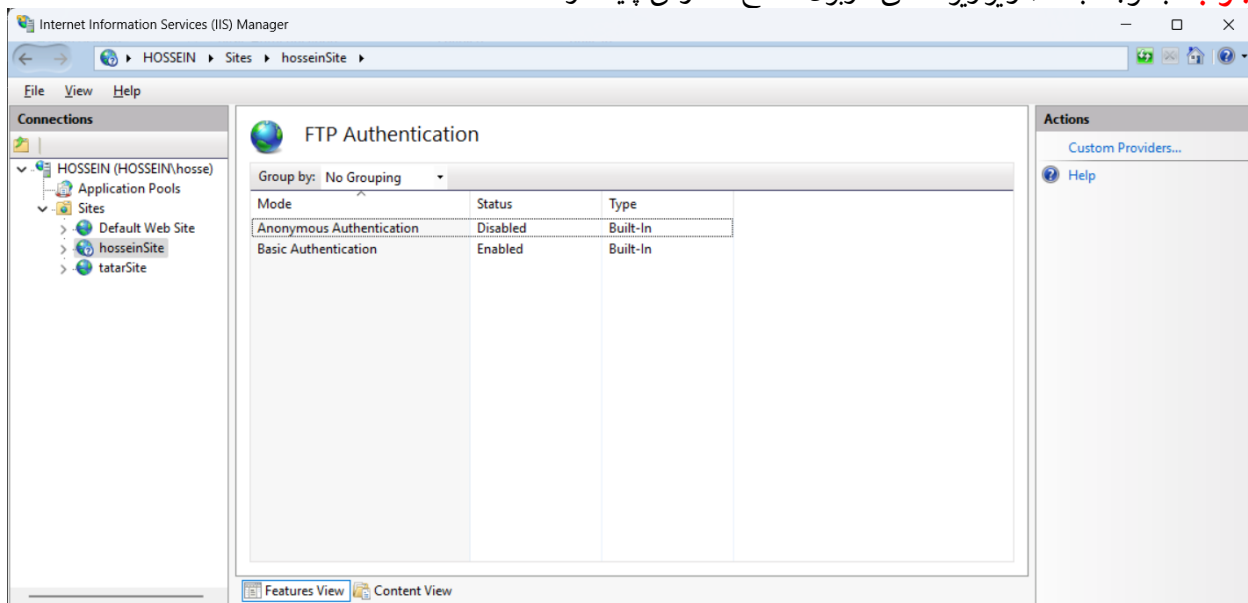 Internet Information Services (IIS) Manager
HOSSEIN Sites hosseinSite
File View Help
Connections
HOSSEIN (HOSSEIN\hosse)
Application Pools
Sites
Default Web Site
hosseinSite
tatarSite
FTP Authentication
Group by: No Grouping
Mode Status Type
Anonymous Authentication Disabled Built-In
Basic Authentication Enabled Built-In
Features View Content View
Actions
Custom Providers...
Help